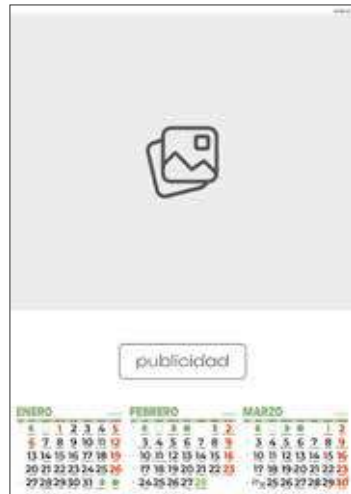 publicidad
ENERO
1 2 3 4 5
6 7 8 9 10 11 12
13 14 15 16 17 18 19
20 21 22 23 24 25 26
27 28 29 30 31
FEBRERO
1 2
3 4 5 6 7 8 9
10 11 12 13 14 15 16
17 18 19 20 21 22 23
24 25 26 27 28
MARZO
1 2
3 4 5 6 7 8 9
10 11 12 13 14 15 16
17 18 19 20 21 22 23
25 26 27 28 29 30